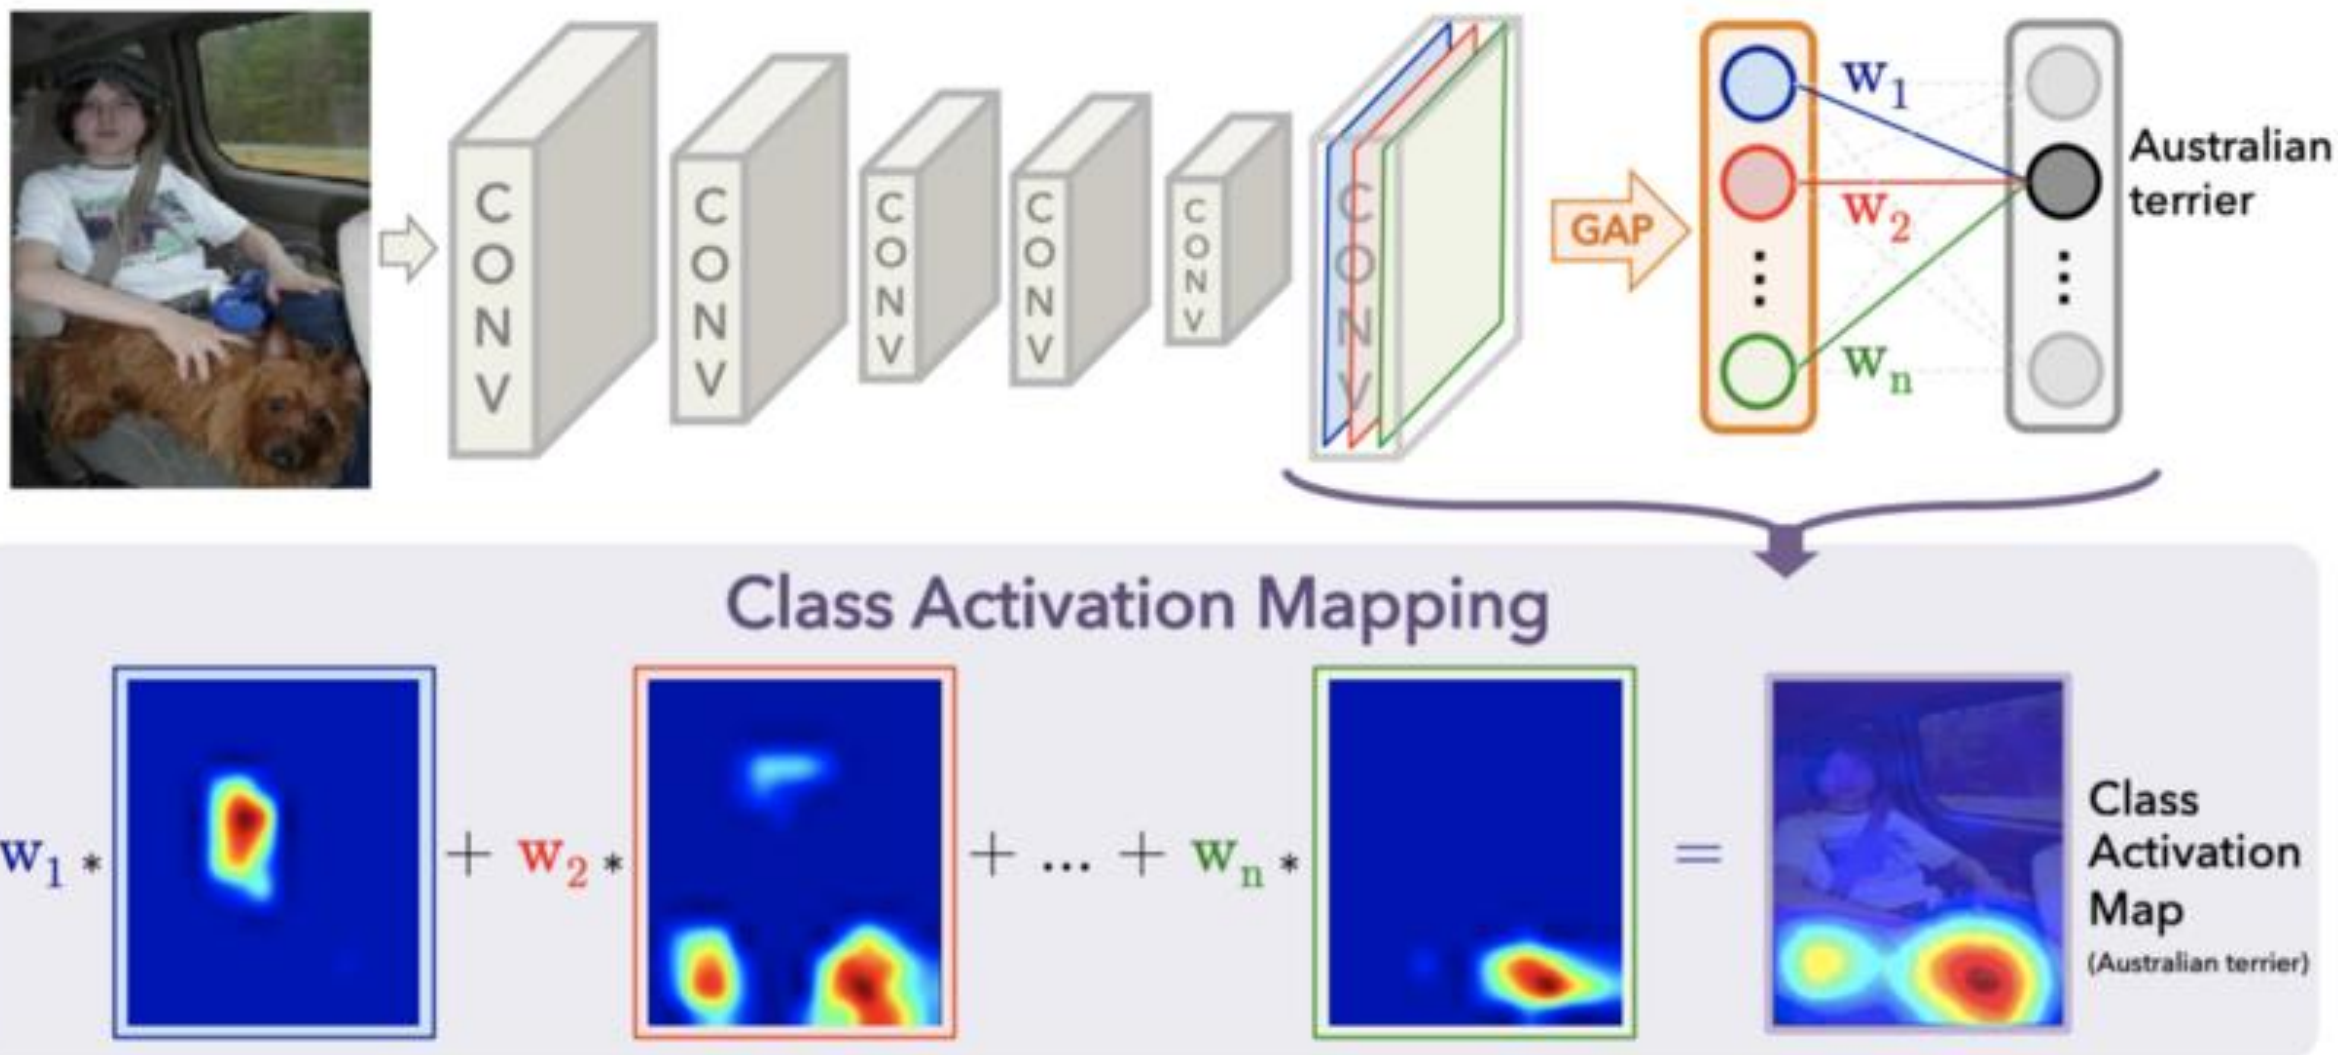 CONV
CONV
CONV
CONV
CONV
CONV
GAP
w1
w2
wn
Australian
terrier
Class Activation Mapping
w1 *
+ w2 *
+ ... + wn *
=
Class
Activation
Map
(Australian terrier)